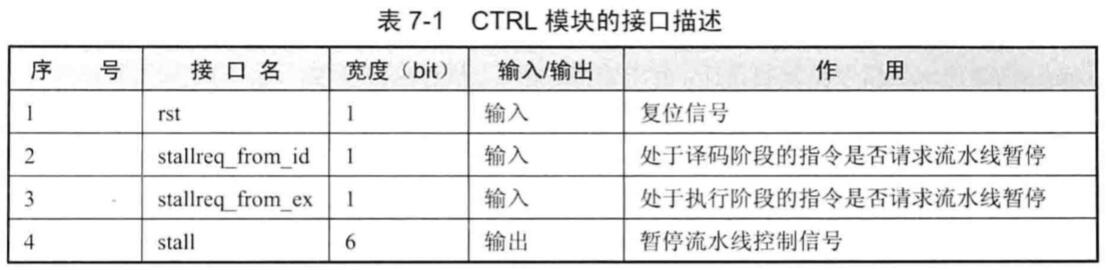 表 7-1 CTRL 模块的接口描述
序 号 接 口 名 宽度（bit） 输入/输出 作 用
1 rst 1 输入 复位信号
2 stallreq_from_id 1 输入 处于译码阶段的指令是否请求流水线暂停
3 stallreq_from_ex 1 输入 处于执行阶段的指令是否请求流水线暂停
4 stall 6 输出 暂停流水线控制信号